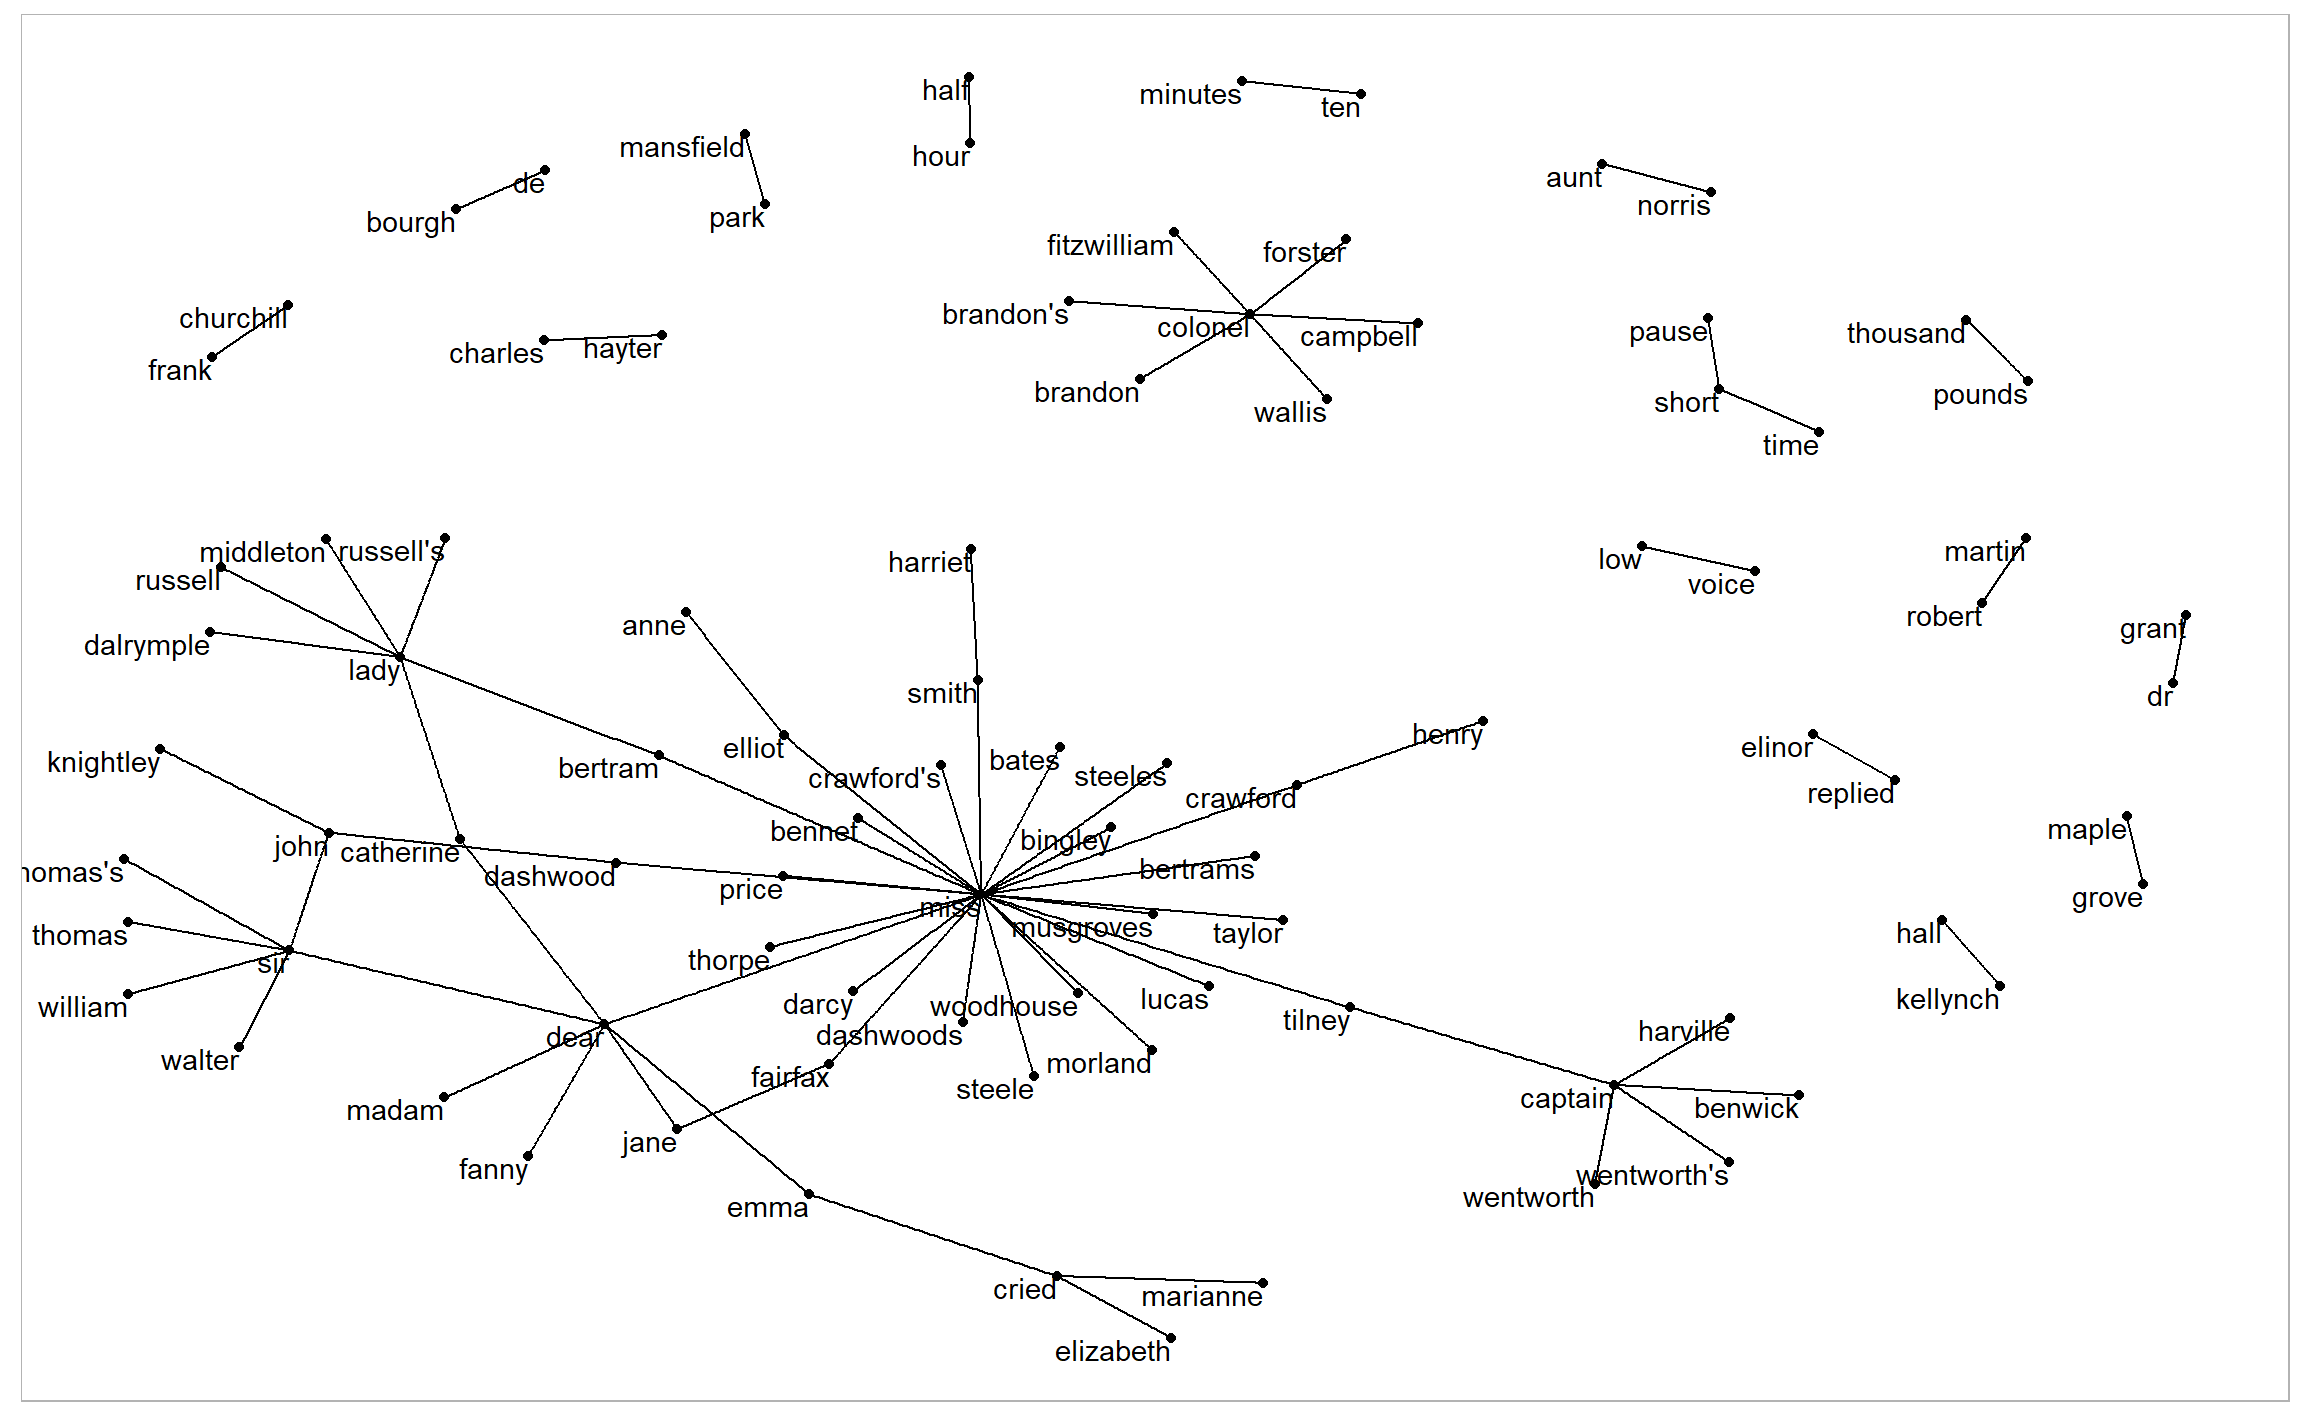 half
minutes
ten
mansfield
hour
de
aunt
norris
bourgh
park
fitzwilliam
forster
churchill
brandon's
colonel
campbell
pause
thousand
frank
charles
hayter
brandon
wallis
short
pounds
time
middleton
russell's
russell
harriet
low
voice
martin
robert
anne
grant
dalrymple
lady
smith
dr
knightley
bertram
elliot
crawford's
bates
steeles
henry
crawford
elinor
replied
john
catherine
bennet
bingley
maple
homas's
dashwood
price
bertrams
grove
miss
musgroves
taylor
hall
thomas
sir
thorpe
william
darcy
woodhouse
lucas
kellynch
dear
dashwoods
tilney
harville
walter
madam
fairfax
steele
morland
captain
benwick
fanny
jane
wentworth's
wentworth
emma
cried
marianne
elizabeth